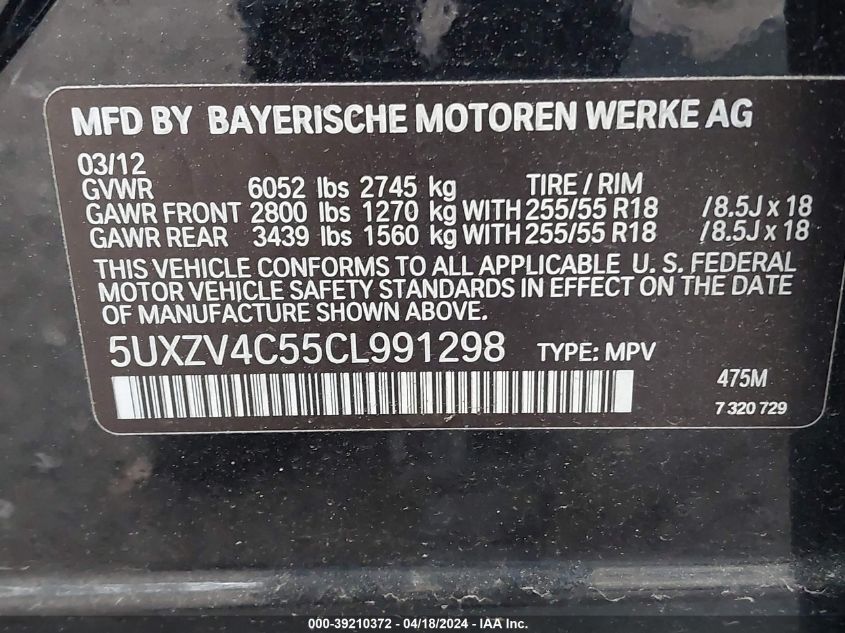 MFD BY BAYERISCHE MOTOREN WERKE AG
03/12
GVWR 6052 lbs 2745 kg TIRE / RIM
GAWR FRONT 2800 lbs 1270 kg WITH 255/55 R18 /8.5J x 18
GAWR REAR 3439 lbs 1560 kg WITH 255/55 R18 /8.5J x 18
THIS VEHICLE CONFORMS TO ALL APPLICABLE U. S. FEDERAL
MOTOR VEHICLE SAFETY STANDARDS IN EFFECT ON THE DATE
OF MANUFACTURE SHOWN ABOVE.
5UXZV4C55CL991298 TYPE: MPV
475M
7 320 729
000-39210372 - 04/18/2024 - IAA Inc.